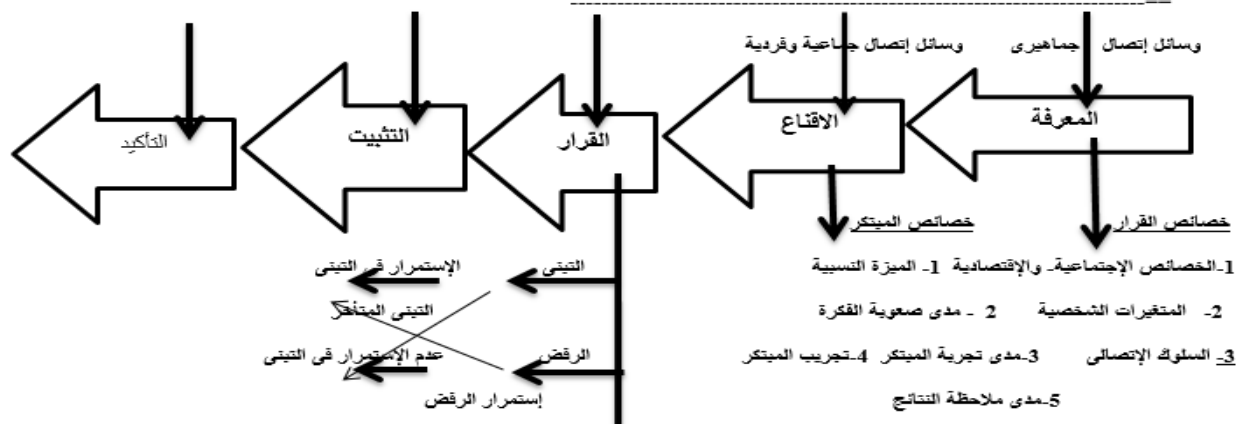 وسائل إتصال جماهيرى
وسائل إتصال جماعية وفردية
المعرفة
الاقناع
القرار
التثبيت
التأكيد
خصائص القرار
خصائص المبتكر
1-الخصائص الإجتماعية- والإقتصادية
1- الميزة النسبية
2- المتغيرات الشخصية
2 - مدى صعوبة الفكرة
3- السلوك الإتصالى
3-مدى تجربة المبتكر
4-تجريب المبتكر
5-مدى ملاحظة النتائج
التبنى
الإستمرار فى التبنى
التبنى المتأخر
الرفض
عدم الإستمرار فى التبنى
إستمرار الرفض